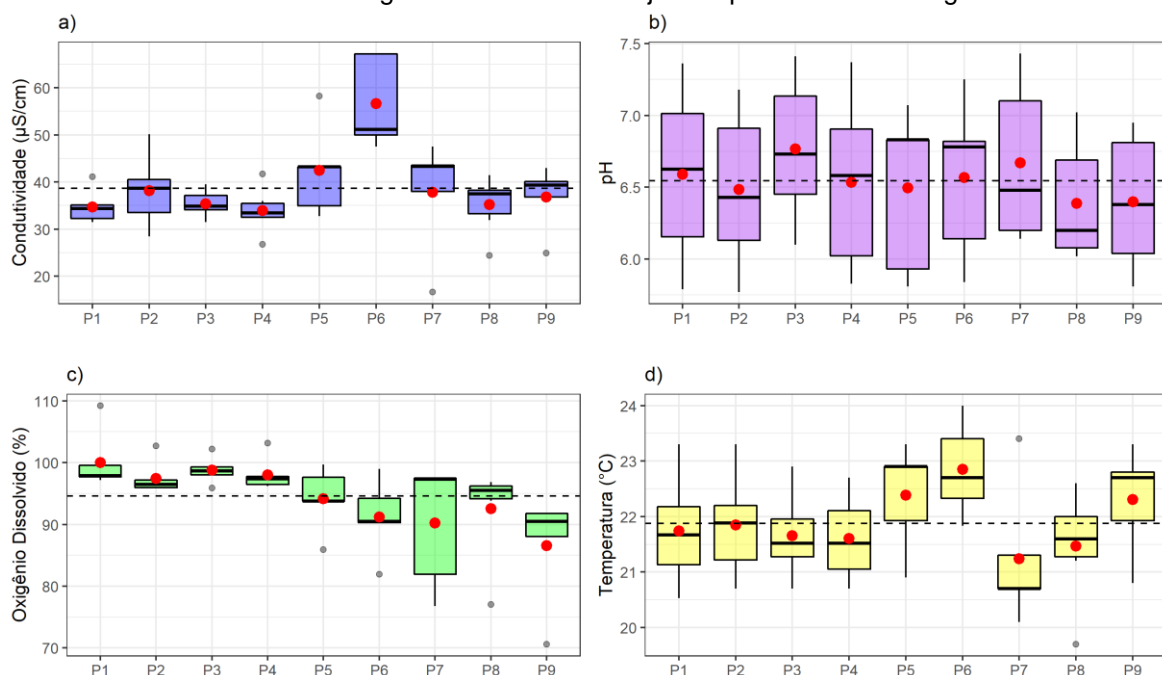 a)
Condutividade (µS/cm)
60
50
40
30
20
P1 P2 P3 P4 P5 P6 P7 P8 P9
b)
pH
7.5
7.0
6.5
6.0
P1 P2 P3 P4 P5 P6 P7 P8 P9
c)
Oxigênio Dissolvido (%)
110
100
90
80
70
P1 P2 P3 P4 P5 P6 P7 P8 P9
d)
Temperatura (°C)
24
23
22
21
20
P1 P2 P3 P4 P5 P6 P7 P8 P9